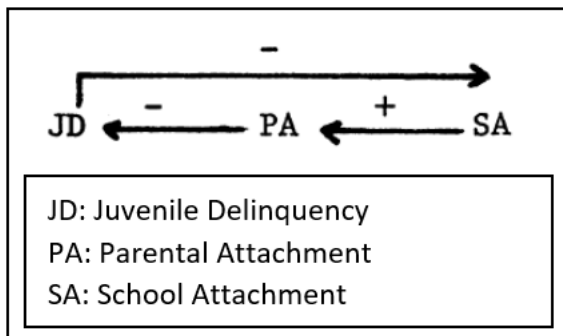 -
- +
JD PA SA
JD: Juvenile Delinquency
PA: Parental Attachment
SA: School Attachment